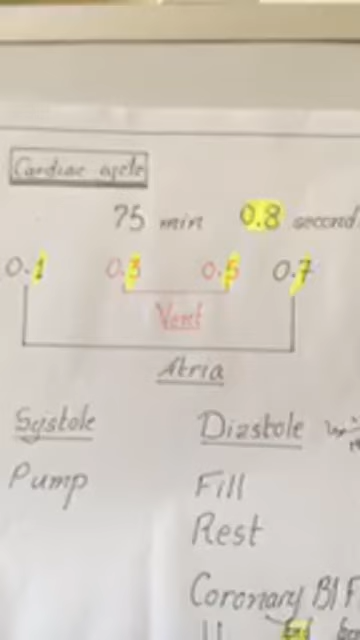 Cardiac cycle
75 min 0.8 second
0.1 0.3 0.5 0.7
Vent
Atria
Systole Diastole
Pump Fill
Rest
Coronary Bl F